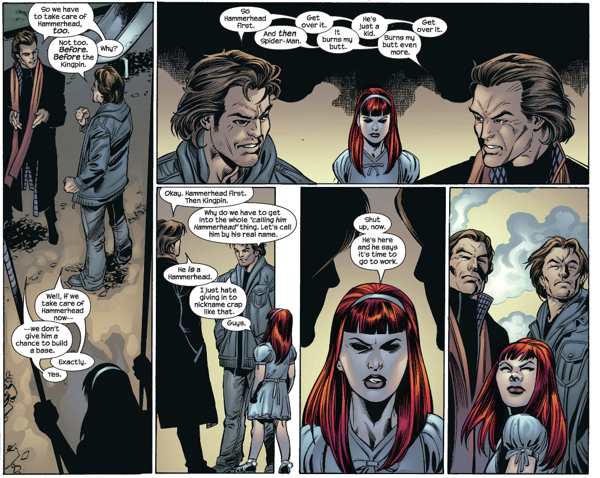 So we have
to take care of
Hammerhead,
too.
Not too.
Before.
Before the
Kingpin.
Why?
Well, if we
take care of
Hammerhead
now--
--we don't
give him a
chance to build
a base.
Exactly.
Yes.
So
Hammerhead
first.
And then
Spider-Man.
Get
over it.
It
burns my
butt.
He's
just a
kid.
Burns my
butt even
more.
Get
over it.
Okay. Hammerhead first.
Then Kingpin.
Why do we have to get
into the whole "calling him
Hammerhead" thing. Let's call
him by his real name.
He is a
Hammerhead.
I just hate
giving in to
nickname crap
like that.
Guys.
Shut
up, now.
He's here
and he says
it's time to
go to work.